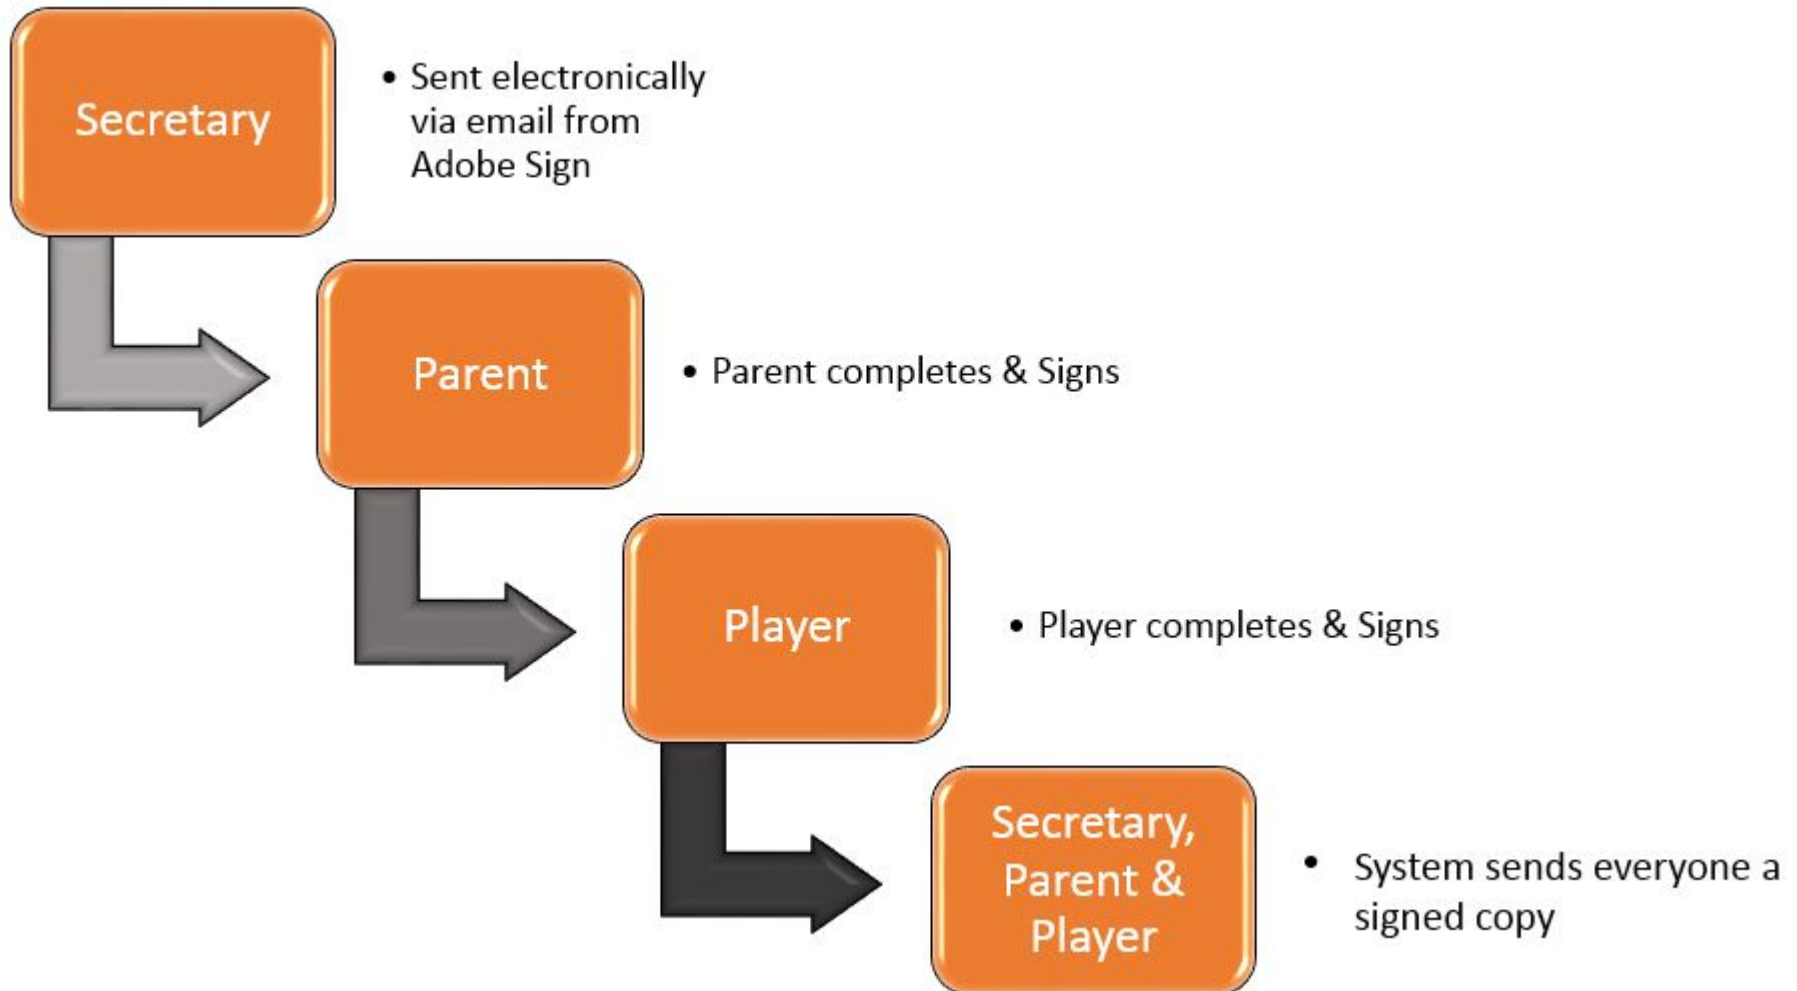 Secretary
• Sent electronically
via email from
Adobe Sign
Parent
• Parent completes & Signs
Player
• Player completes & Signs
Secretary,
Parent &
Player
• System sends everyone a
signed copy